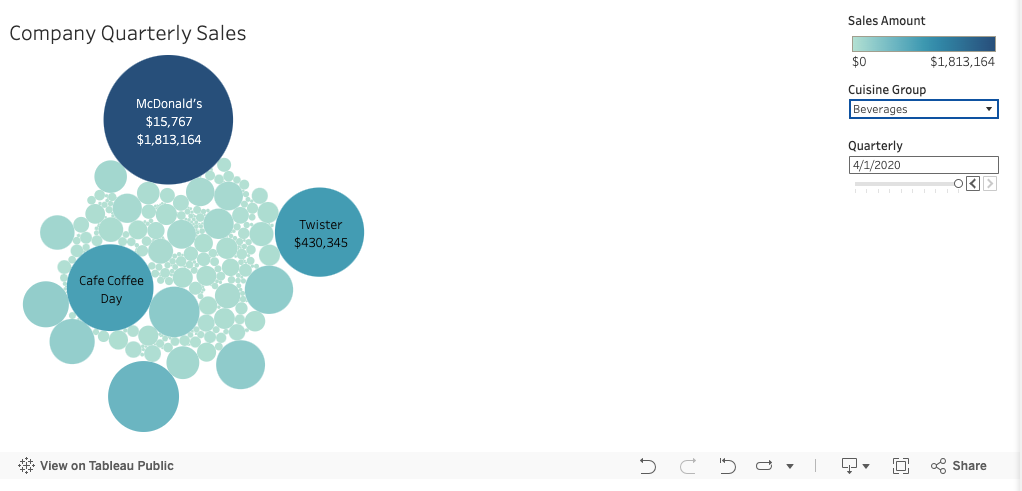 Company Quarterly Sales
McDonald's
$15,767
$1,813,164
Twister
$430,345
Cafe Coffee
Day
Sales Amount
$0 $1,813,164
Cuisine Group
Beverages
Quarterly
4/1/2020
View on Tableau Public
Share